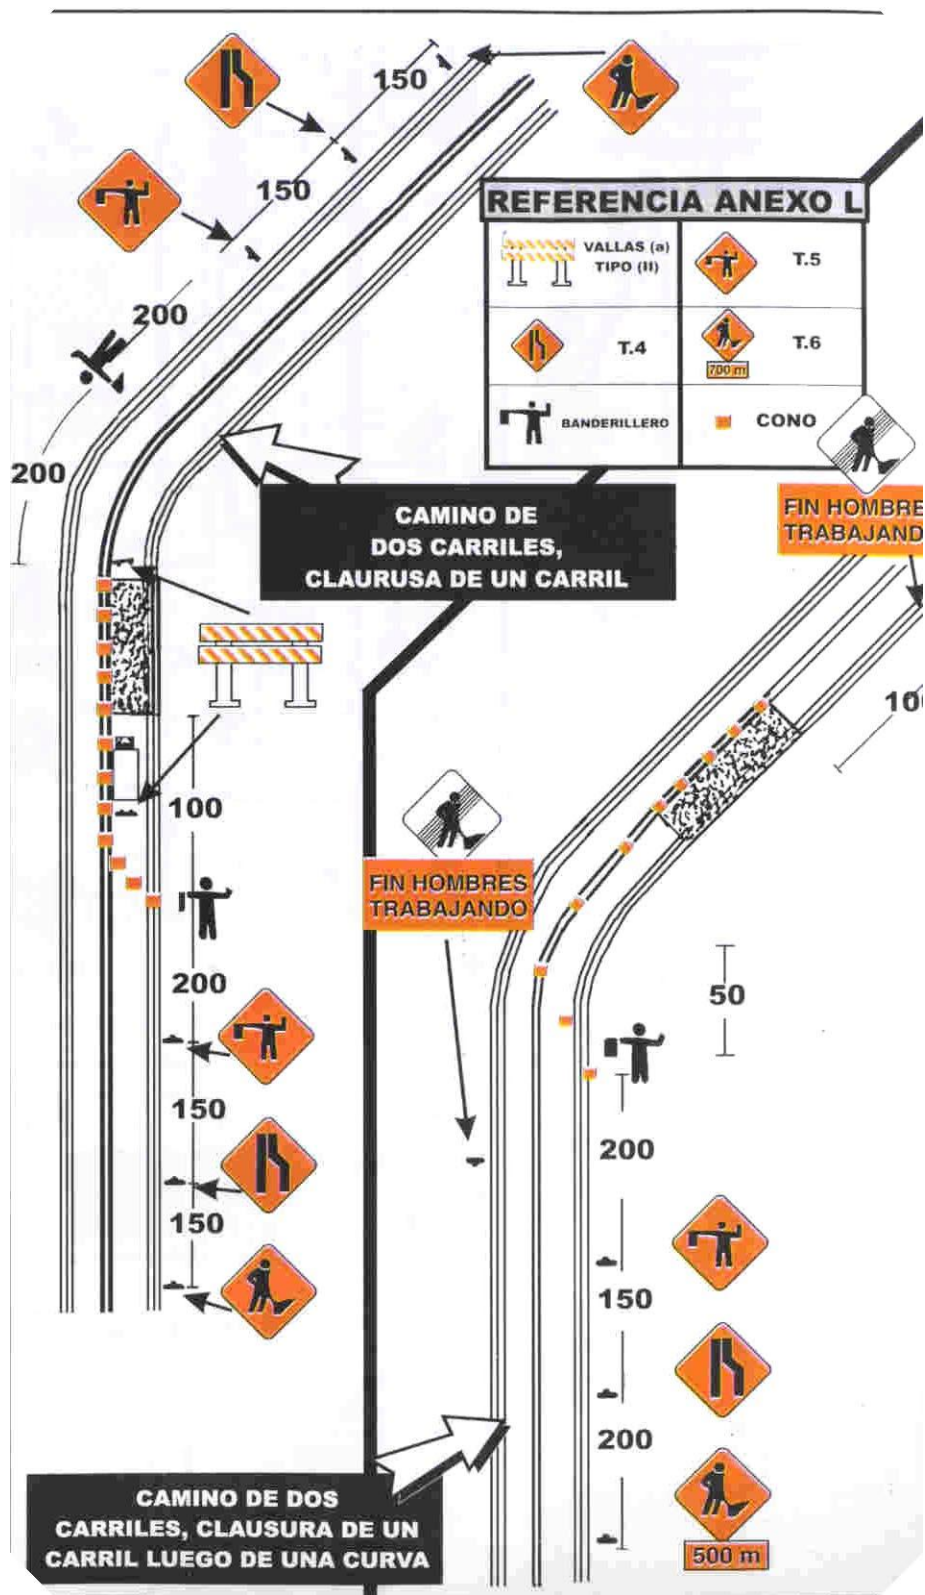 150
150
200
200
REFERENCIA ANEXO L
VALLAS (a)
TIPO (II)
T.5
T.4
T.6
700 m
BANDERILLERO
CONO
CAMINO DE
DOS CARRILES,
CLAURUSA DE UN CARRIL
FIN HOMBRE
TRABAJAND
100
200
150
150
10
FIN HOMBRES
TRABAJANDO
50
200
150
200
500 m
CAMINO DE DOS
CARRILES, CLAUSURA DE UN
CARRIL LUEGO DE UNA CURVA